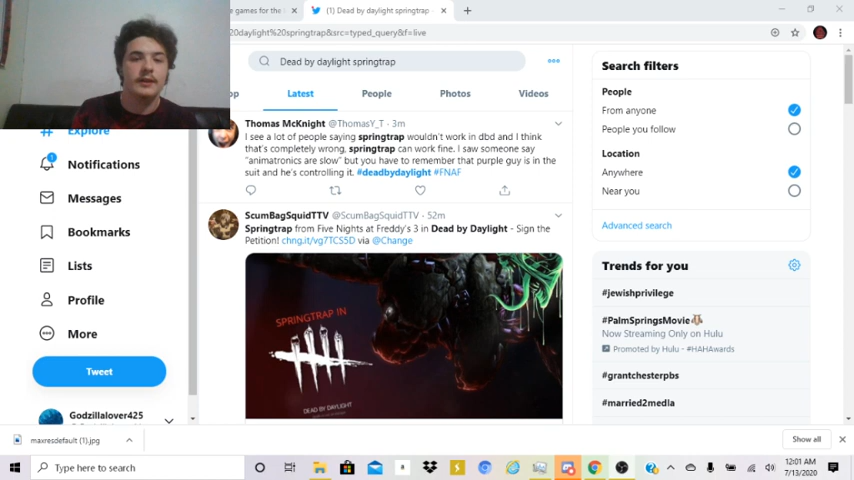 e games for the
Dead by daylight springtrap
20daylight%20springtrap&src=typed_query&f=live
Dead by daylight springtrap
op Latest People Photos Videos
Thomas McKnight @ThomasY_T · 3m
I see a lot of people saying springtrap wouldn't work in dbd and I think
that's completely wrong, springtrap can work fine. I saw someone say
"animatronics are slow" but you have to remember that purple guy is in the
suit and he's controlling it. #deadbydaylight #FNAF
ScumBagSquidTTV @ScumBagSquidTTV · 52m
Springtrap from Five Nights at Freddy's 3 in Dead by Daylight - Sign the
Petition! chng.it/vg7TCS5D via @Change
SPRINGTRAP IN
DEAD BY DAYLIGHT
Explore
1
Notifications
Messages
Bookmarks
Lists
Profile
More
Tweet
Godzillalover425
Search filters
People
From anyone
People you follow
Location
Anywhere
Near you
Advanced search
Trends for you
#jewishprivilege
#PalmSpringsMovie
Now Streaming Only on Hulu
Promoted by Hulu · #HAHAwards
#grantchesterpbs
#married2media
maxresdefault (1).jpg
Show all
Type here to search
12:01 AM
7/13/2020